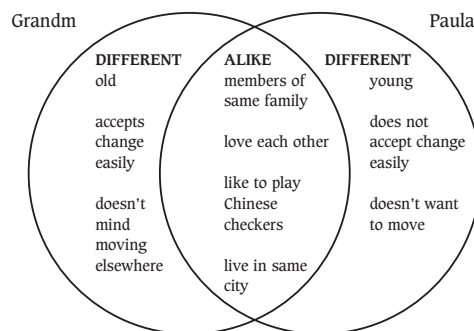 Grandm
Paula
DIFFERENT
old
accepts
change
easily
doesn't
mind
moving
elsewhere
ALIKE
members of
same family
love each other
like to play
Chinese
checkers
live in same
city
DIFFERENT
young
does not
accept change
easily
doesn't want
to move